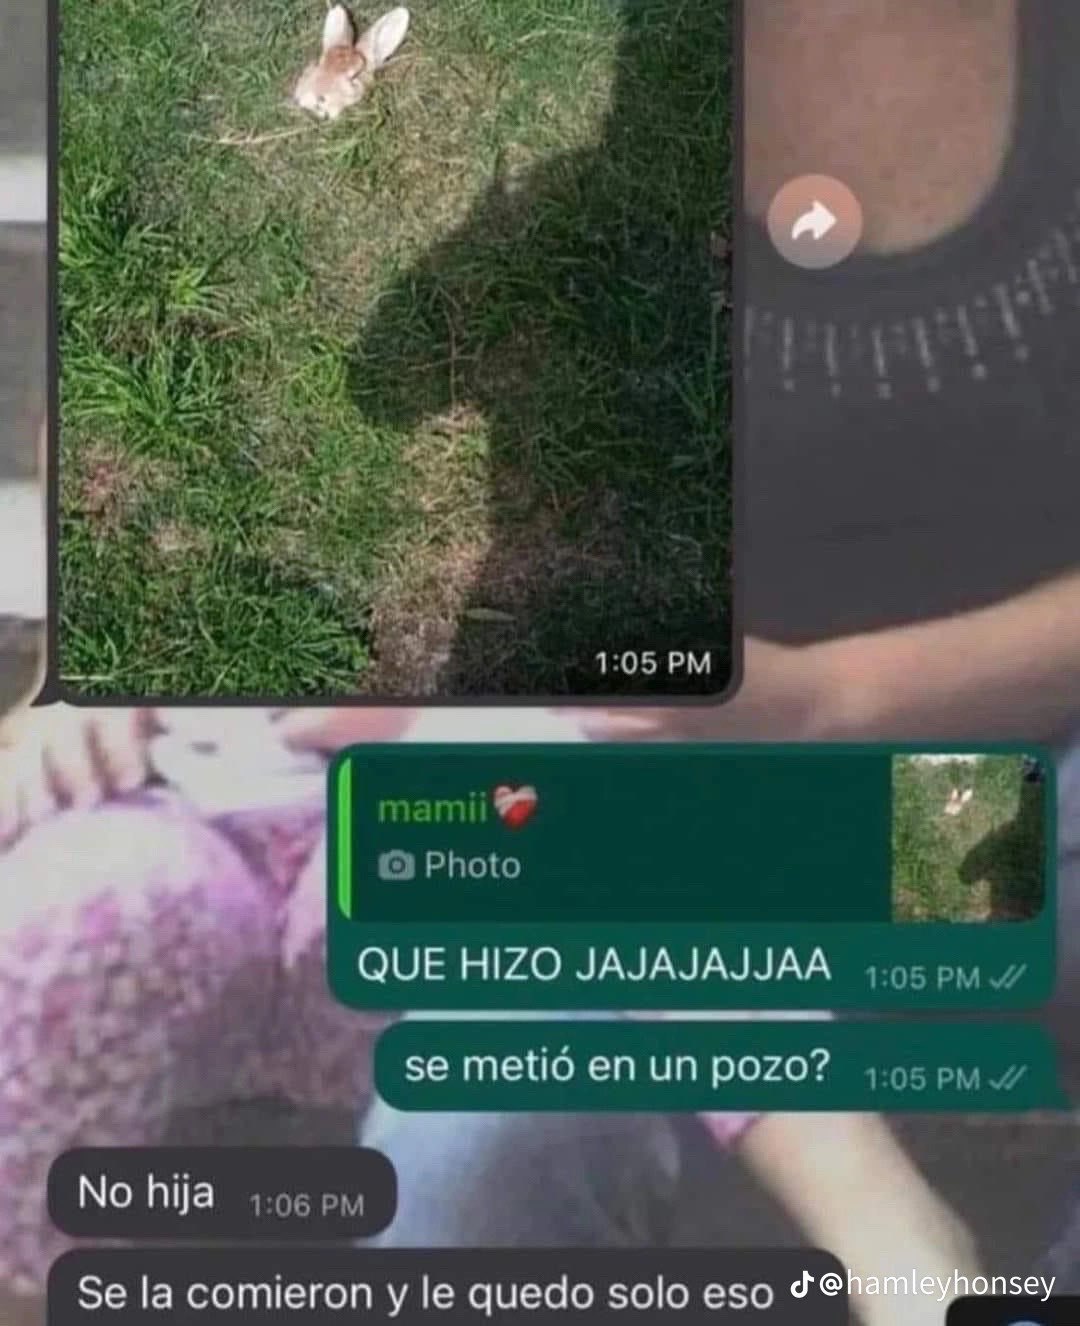 1:05 PM
mamii❤️‍🩹
Photo
QUE HIZO JAJAJAJJAA 1:05 PM
se metió en un pozo? 1:05 PM
No hija 1:06 PM
Se la comieron y le quedo solo eso
@hamleyhonsey